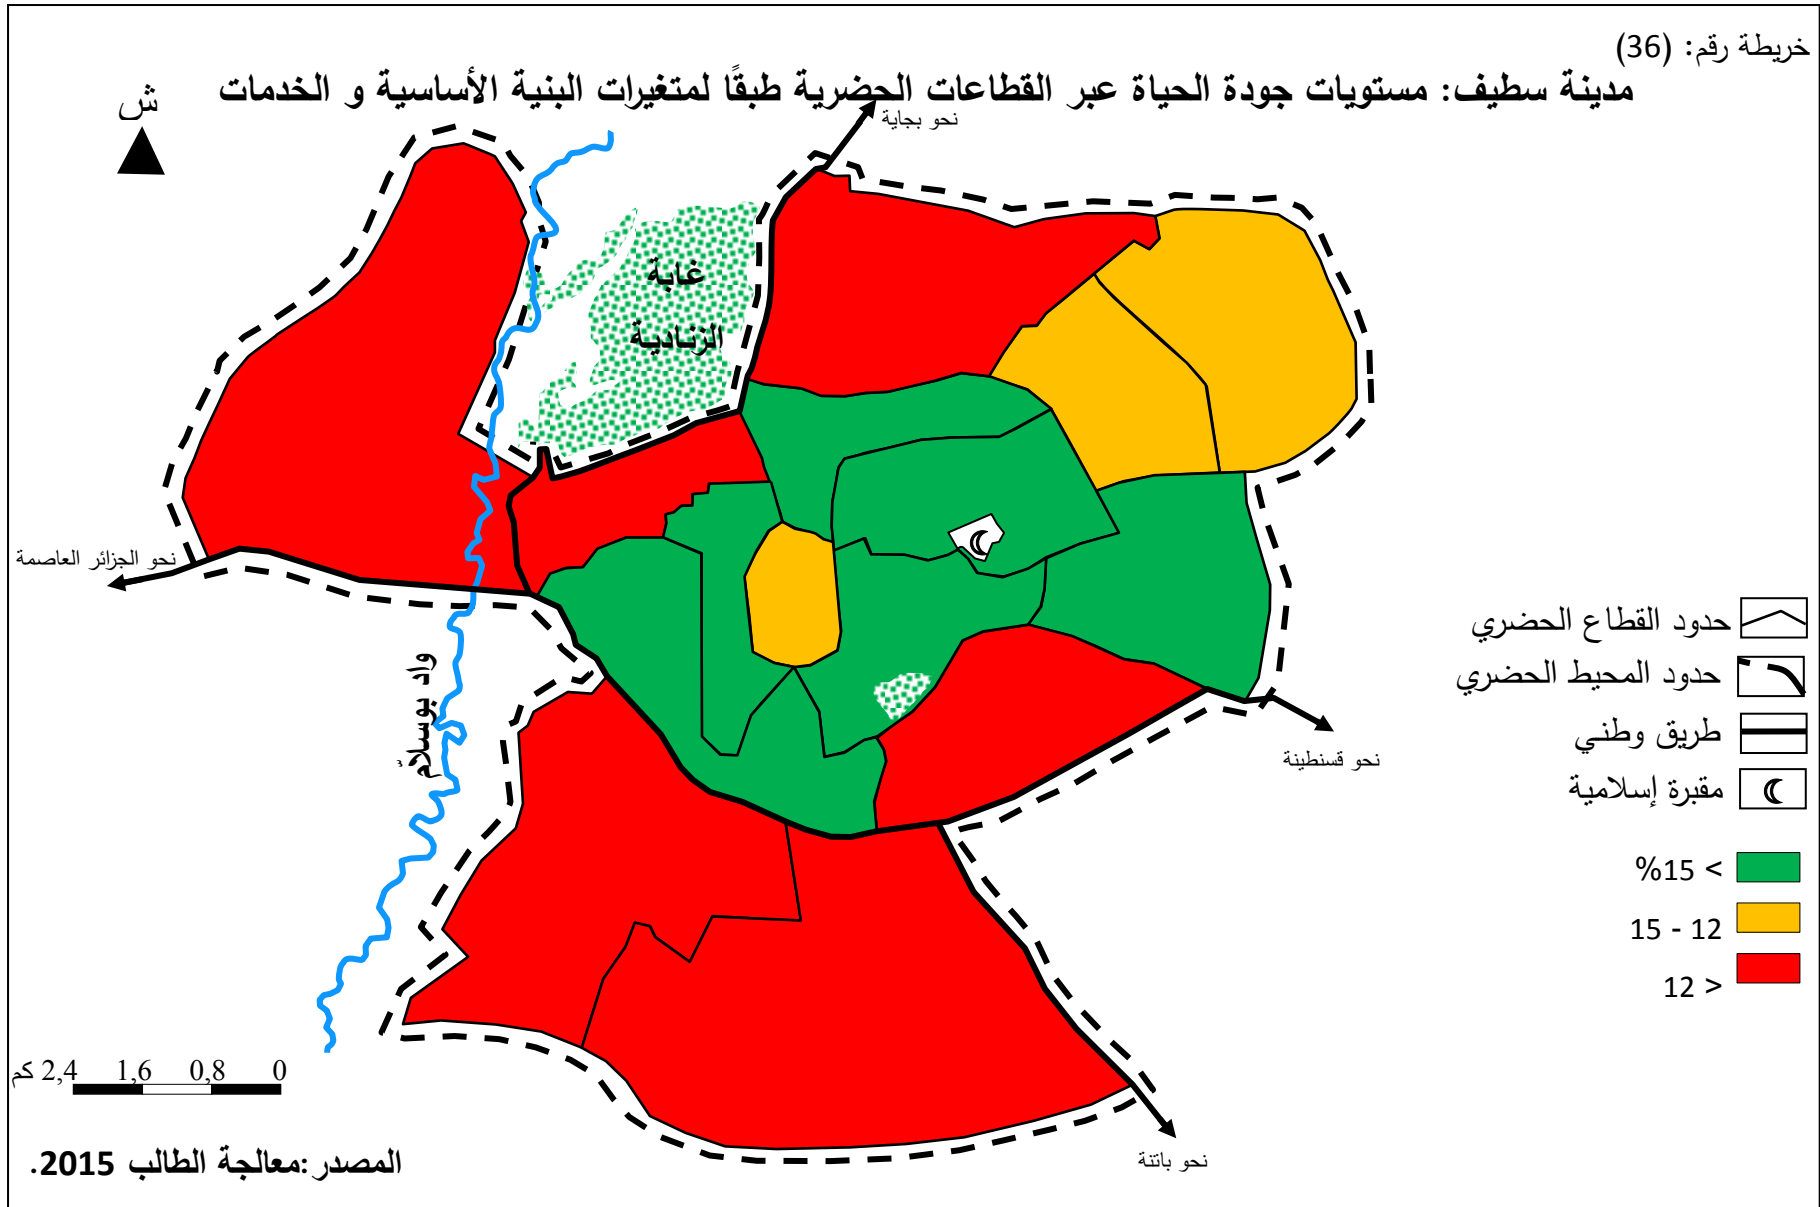 خريطة رقم: (36)
مدينة سطيف: مستويات جودة الحياة عبر القطاعات الحضرية طبقًا لمتغيرات البنية الأساسية و الخدمات
ش
نحو بجاية
غابة
الزنادية
نحو الجزائر العاصمة
واد بوسلامّ
نحو قسنطينة
نحو باتنة
حدود القطاع الحضري
حدود المحيط الحضري
طريق وطني
مقبرة إسلامية
%15 <
15 - 12
12 >
0 0,8 1,6 2,4 كم
المصدر:معالجة الطالب 2015.